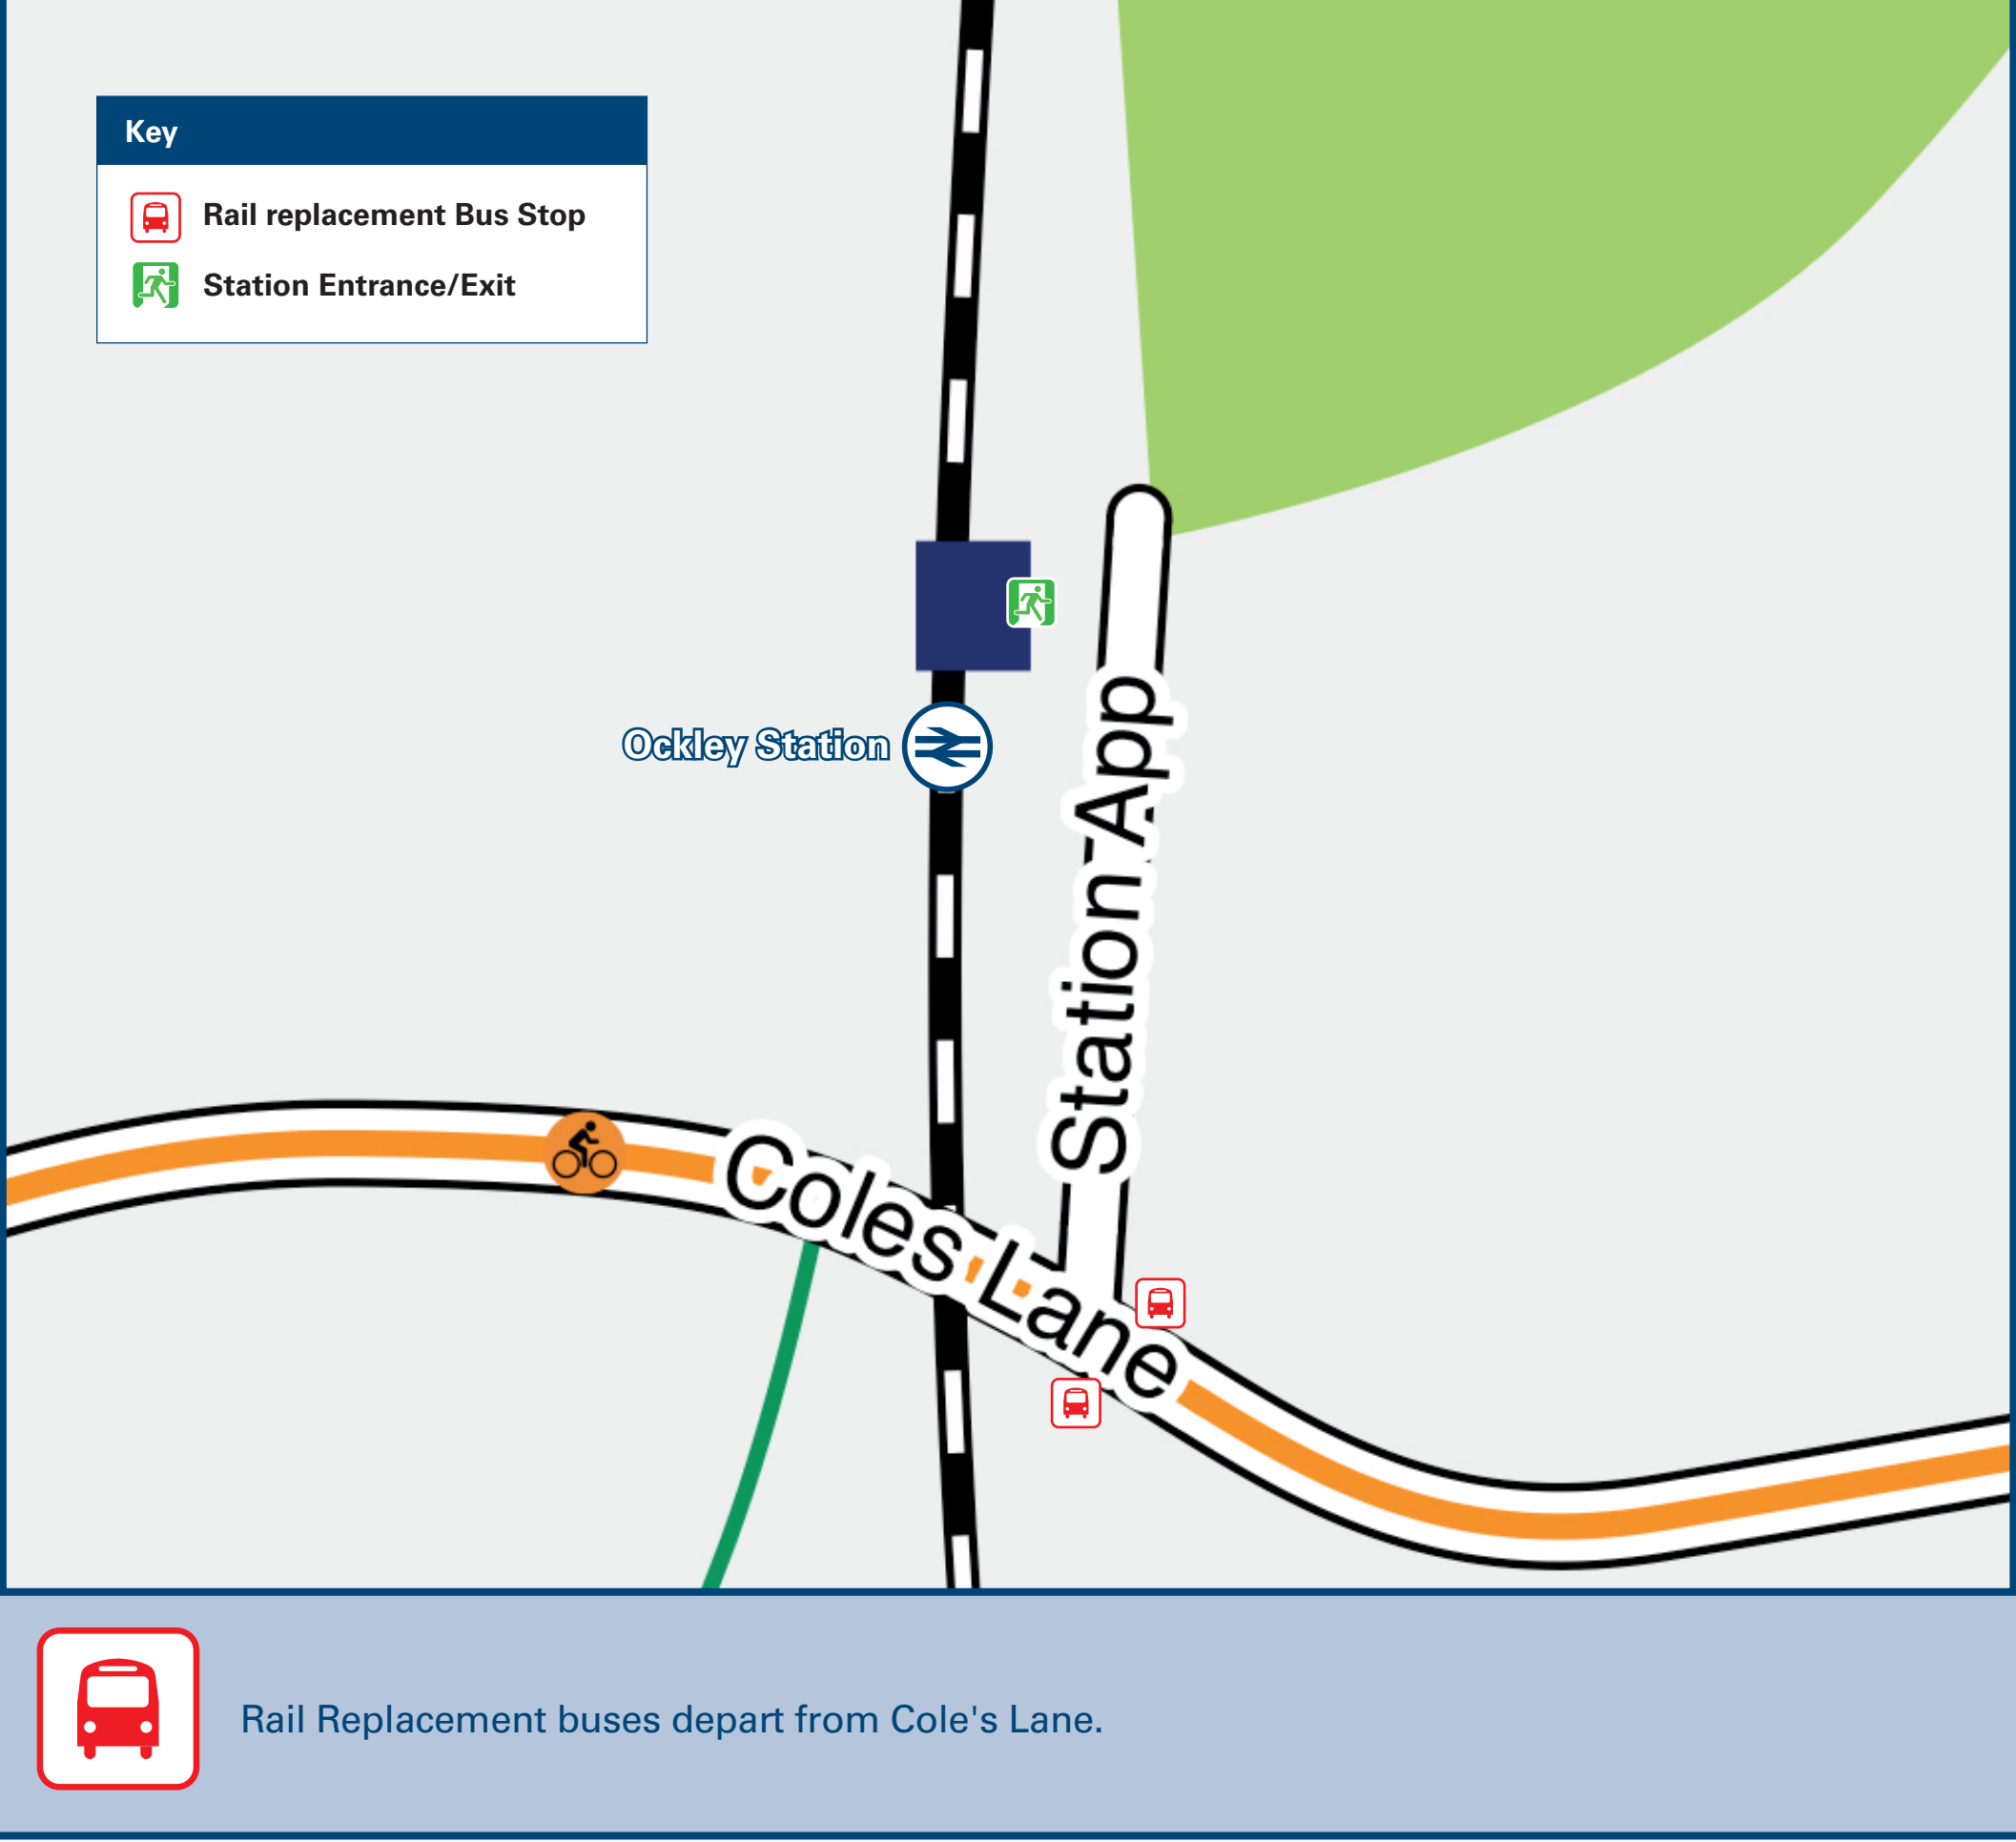 Key
Rail replacement Bus Stop
Station Entrance/Exit
Ockley Station
Station App
Coles Lane
Rail Replacement buses depart from Cole's Lane.